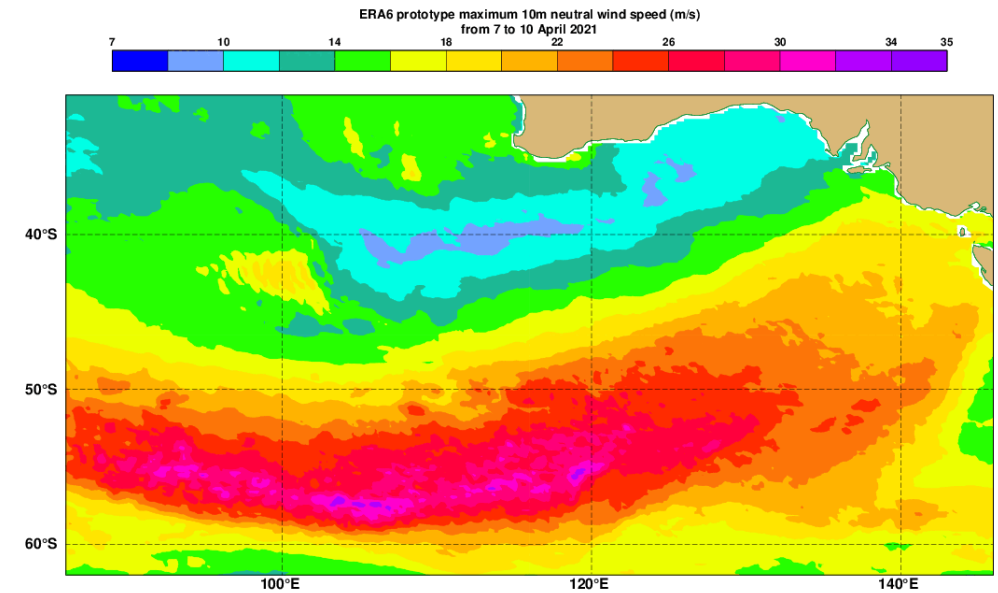 ERA6 prototype maximum 10m neutral wind speed (m/s)
from 7 to 10 April 2021
7 10 14 18 22 26 30 34 35
40°S
50°S
60°S
100°E 120°E 140°E